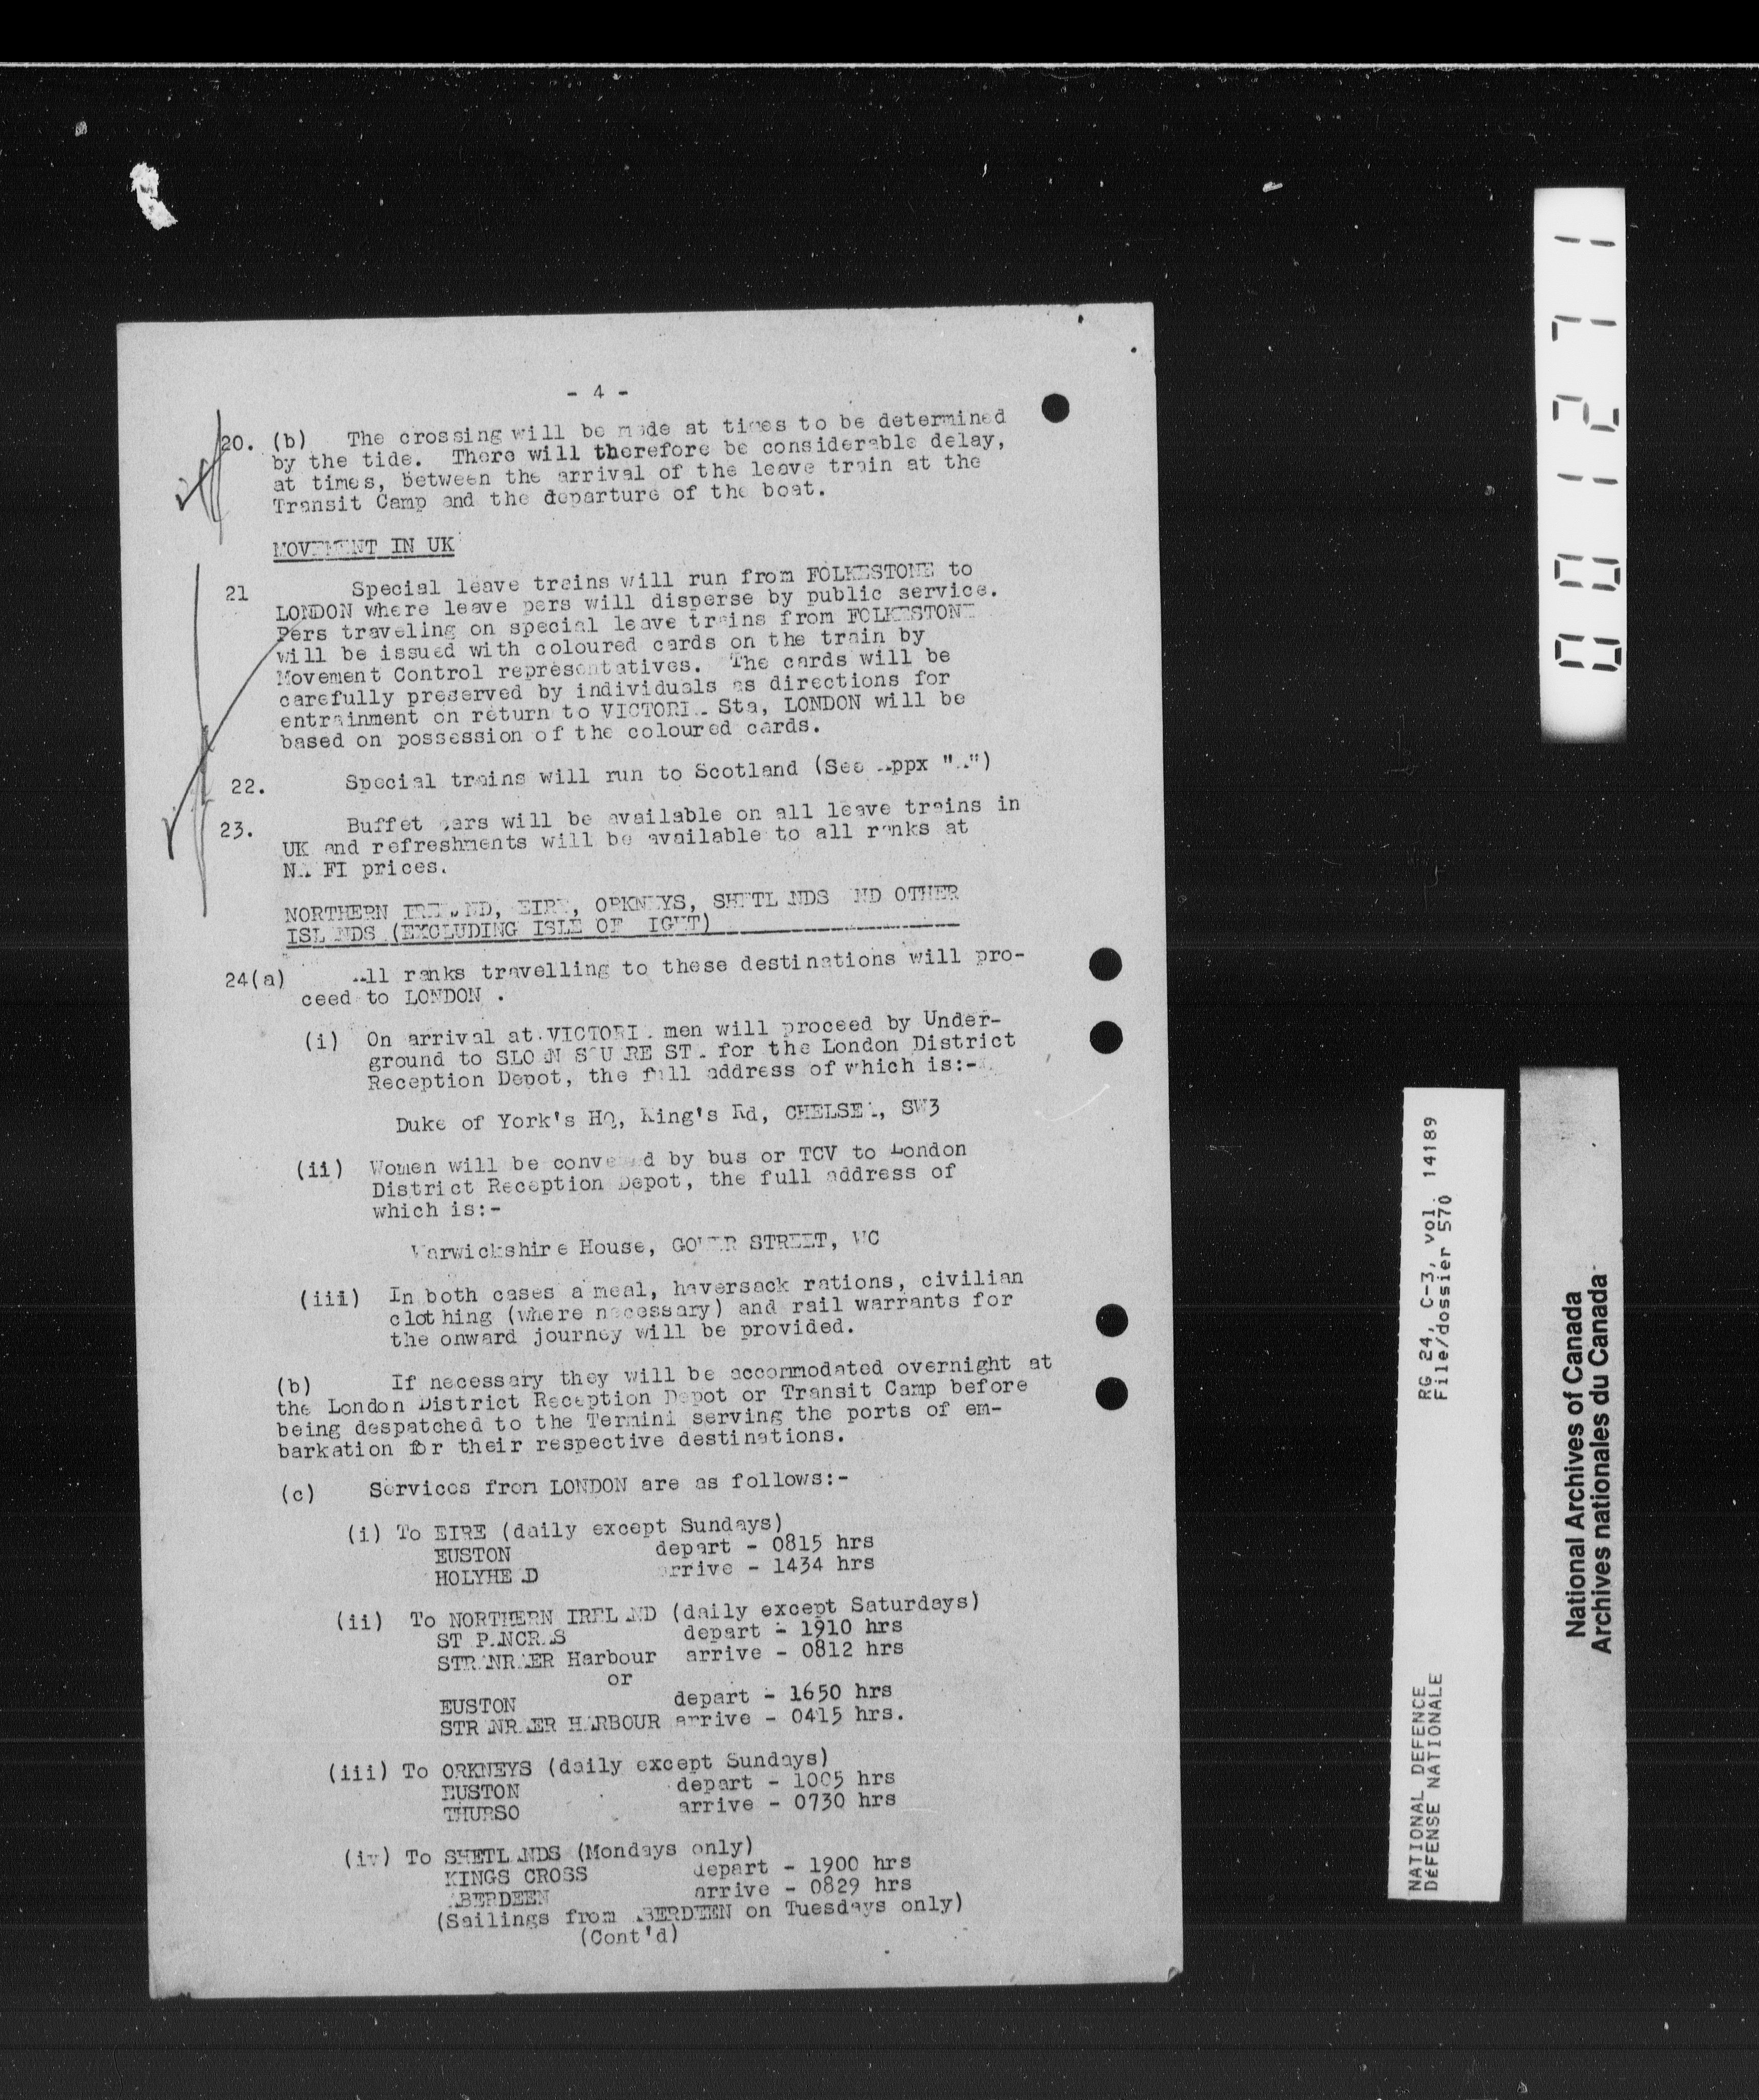 - 4 -
20. (b) The crossing will be made at times to be determined
by the tide. There will therefore be considerable delay,
at times, between the arrival of the leave train at the
Transit Camp and the departure of the boat.
MOVEMENT IN UK
21 Special leave trains will run from FOLKESTONE to
LONDON where leave pers will disperse by public service.
Pers traveling on special leave trains from FOLKESTONE
will be issued with coloured cards on the train by
Movement Control representatives. The cards will be
carefully preserved by individuals as directions for
entrainment on return to VICTORIA Sta, LONDON will be
based on possession of the coloured cards.
22. Special trains will run to Scotland (See Appx "A")
23. Buffet cars will be available on all leave trains in
UK and refreshments will be available to all ranks at
NAAFI prices.
NORTHERN IRELAND, EIRE, ORKNEYS, SHETLANDS AND OTHER
ISLANDS (EXCLUDING ISLE OF WIGHT)
24(a) All ranks travelling to these destinations will pro-
ceed to LONDON .
(i) On arrival at VICTORIA men will proceed by Under-
ground to SLOAN SQUARE STA for the London District
Reception Depot, the full address of which is:-
Duke of York's HQ, King's Rd, CHELSEA, SW3
(ii) Women will be conveyed by bus or TCV to London
District Reception Depot, the full address of
which is:-
Warwickshire House, GOWER STREET, WC
(iii) In both cases a meal, haversack rations, civilian
clothing (where necessary) and rail warrants for
the onward journey will be provided.
(b) If necessary they will be accommodated overnight at
the London District Reception Depot or Transit Camp before
being despatched to the Termini serving the ports of em-
barkation for their respective destinations.
(c) Services from LONDON are as follows:-
(i) To EIRE (daily except Sundays)
EUSTON depart - 0815 hrs
HOLYHEAD arrive - 1434 hrs
(ii) To NORTHERN IRELAND (daily except Saturdays)
ST PANCRAS depart - 1910 hrs
STRANRAER Harbour arrive - 0812 hrs
or
EUSTON depart - 1650 hrs
STRANRAER HARBOUR arrive - 0415 hrs.
(iii) To ORKNEYS (daily except Sundays)
EUSTON depart - 1005 hrs
THURSO arrive - 0730 hrs
(iv) To SHETLANDS (Mondays only)
KINGS CROSS depart - 1900 hrs
ABERDEEN arrive - 0829 hrs
(Sailings from ABERDEEN on Tuesdays only)
(Cont'd)
001271
NATIONAL DEFENCE RG 24, C-3, vol. 14189
DÉFENSE NATIONALE File/dossier 570
National Archives of Canada
Archives nationales du Canada